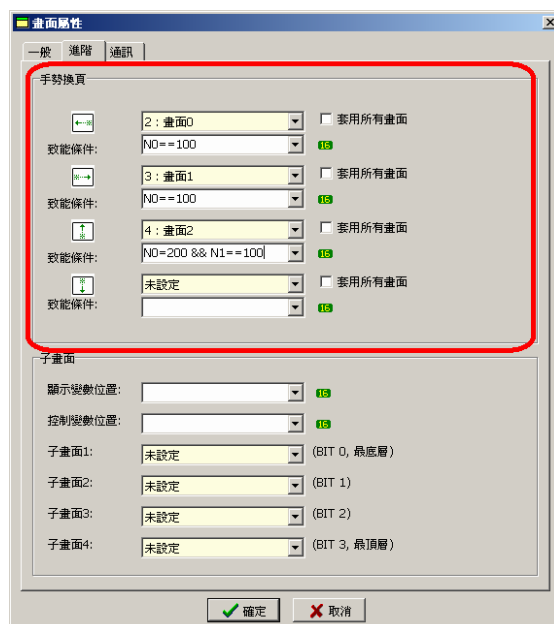 畫面屬性
一般 進階 通訊
手勢換頁
2 : 畫面0 套用所有畫面
致能條件: N0==100 16
3 : 畫面1 套用所有畫面
致能條件: N0==100 16
4 : 畫面2 套用所有畫面
致能條件: N0=200 && N1==100 16
未設定 套用所有畫面
致能條件: 16
子畫面
顯示變數位置: 16
控制變數位置: 16
子畫面1: 未設定 (BIT 0, 最底層)
子畫面2: 未設定 (BIT 1)
子畫面3: 未設定 (BIT 2)
子畫面4: 未設定 (BIT 3, 最頂層)
確定 取消